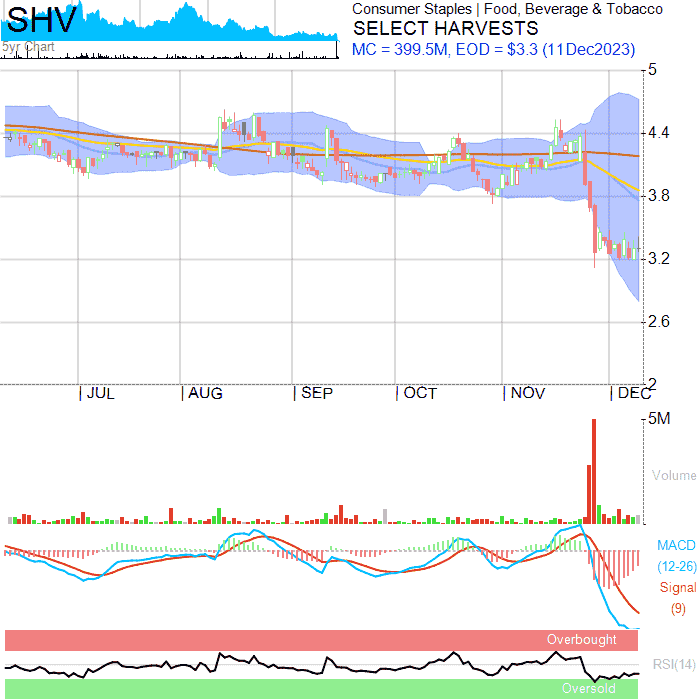 SHV
5yr Chart
Consumer Staples | Food, Beverage & Tobacco
SELECT HARVESTS
MC = 399.5M, EOD = $3.3 (11Dec2023)
5
4.4
3.8
3.2
2.6
2
| JUL | AUG | SEP | OCT | NOV | DEC
5M
Volume
MACD
(12-26)
Signal
(9)
Overbought
RSI(14)
Oversold